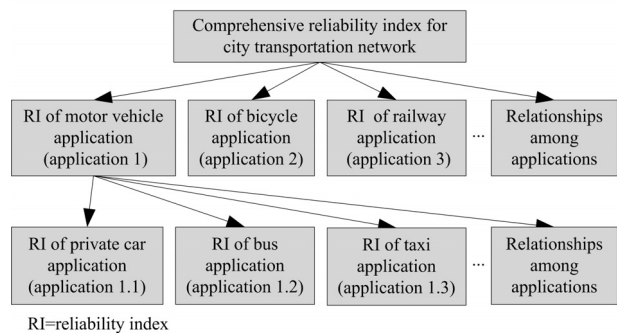 Comprehensive reliability index for
city transportation network
RI of motor vehicle
application
(application 1)
RI of bicycle
application
(application 2)
RI of railway
application
(application 3)
...
Relationships
among
applications
RI of private car
application
(application 1.1)
RI of bus
application
(application 1.2)
RI of taxi
application
(application 1.3)
...
Relationships
among
applications
RI=reliability index